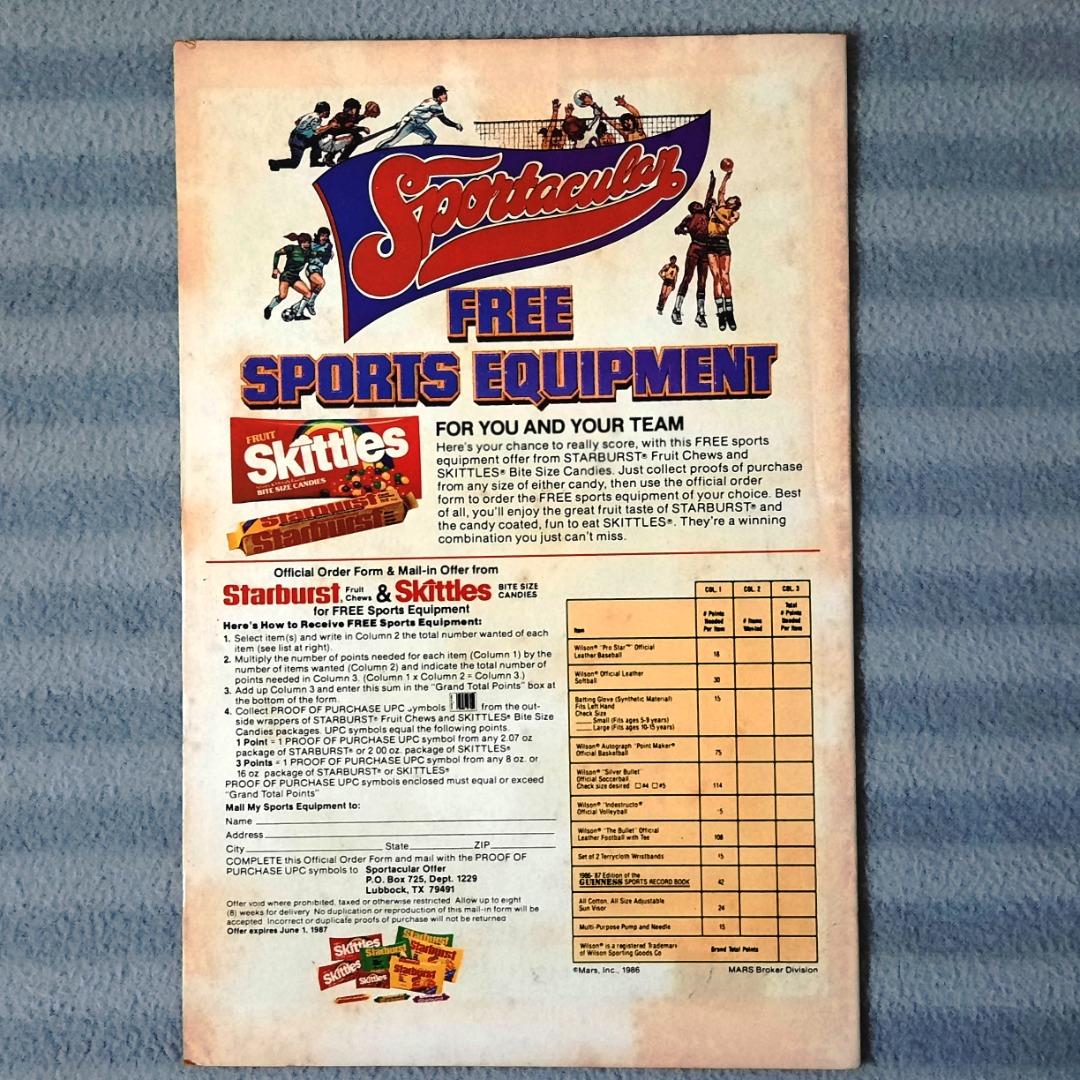 Sportacular
FREE
SPORTS EQUIPMENT
FRUIT
Skittles
BITE SIZE CANDIES
Starburst
Starburst
FOR YOU AND YOUR TEAM
Here's your chance to really score, with this FREE sports
equipment offer from STARBURST® Fruit Chews and
SKITTLES® Bite Size Candies. Just collect proofs of purchase
from any size of either candy, then use the official order
form to order the FREE sports equipment of your choice. Best
of all, you'll enjoy the great fruit taste of STARBURST® and
the candy coated, fun to eat SKITTLES®. They're a winning
combination you just can't miss.
Official Order Form & Mail-in Offer from
Starburst Fruit Chews & Skittles BITE SIZE CANDIES
for FREE Sports Equipment
Here's How to Receive FREE Sports Equipment:
1. Select item(s) and write in Column 2 the total number wanted of each
item (see list at right).
2. Multiply the number of points needed for each item (Column 1) by the
number of items wanted (Column 2) and indicate the total number of
points needed in Column 3. (Column 1 x Column 2 = Column 3.)
3. Add up Column 3 and enter this sum in the "Grand Total Points" box at
the bottom of the form.
4. Collect PROOF OF PURCHASE UPC symbols from the out-
side wrappers of STARBURST® Fruit Chews and SKITTLES® Bite Size
Candies packages. UPC symbols equal the following points.
1 Point = 1 PROOF OF PURCHASE UPC symbol from any 2.07 oz
package of STARBURST® or 2 00 oz. package of SKITTLES®
3 Points = 1 PROOF OF PURCHASE UPC symbol from any 8 oz. or
16 oz package of STARBURST® or SKITTLES®
PROOF OF PURCHASE UPC symbols enclosed must equal or exceed
"Grand Total Points"
Mail My Sports Equipment to:
Name
Address
City State ZIP
COMPLETE this Official Order Form and mail with the PROOF OF
PURCHASE UPC symbols to Sportacular Offer
P.O. Box 725, Dept. 1229
Lubbock, TX 79491
Offer void where prohibited, taxed or otherwise restricted Allow up to eight
(8) weeks for delivery No duplication or reproduction of this mail-in form will be
accepted Incorrect or duplicate proofs of purchase will not be returned
Offer expires June 1, 1987
Skittles
Starburst
Starburst
Starburst
Skittles
Skittles
Starburst
COL. 1 COL. 2 COL. 3
Item # Points Needed Per Item # Items Wanted Total # Points Needed Per Item
Wilson® "Pro Star™" Official
Leather Baseball 18
Wilson® Official Leather
Softball 30
Batting Glove (Synthetic Material) 15
Fits Left Hand
Check Size
Small (Fits ages 5-9 years)
Large (Fits ages 10-15 years)
Wilson® Autograph "Point Maker®
Official Basketball 75
Wilson® "Silver Bullet"
Official Soccerball
Check size desired □ #4 □ #5 114
Wilson® "Indestructo®
Official Volleyball
Wilson® "The Bullet" Official
Leather Football with Tee 108
Set of 2 Terrycloth Wristbands 15
1986-'87 Edition of the
GUINNESS SPORTS RECORD BOOK 42
All Cotton, All Size Adjustable
Sun Visor 24
Multi-Purpose Pump and Needle 15
Wilson® is a registered Trademark
of Wilson Sporting Goods Co Grand Total Points
©Mars, Inc., 1986 MARS Broker Division